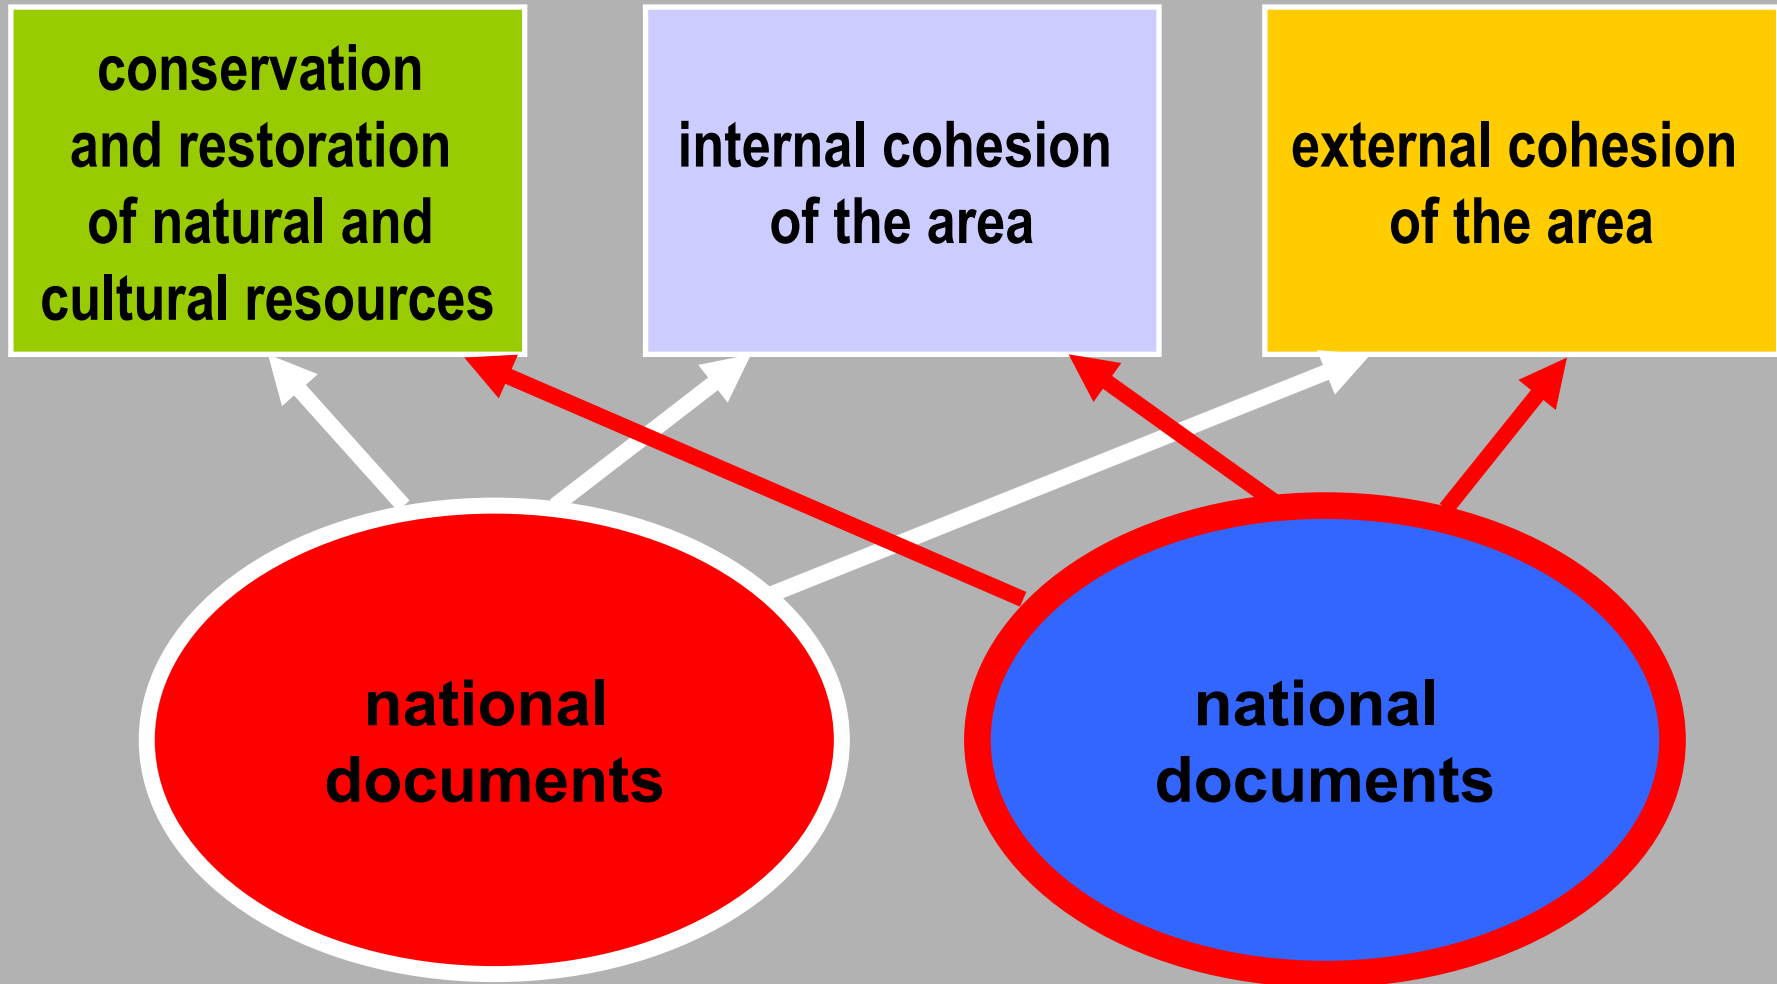 conservation
and restoration
of natural and
cultural resources
internal cohesion
of the area
external cohesion
of the area
national
documents
national
documents